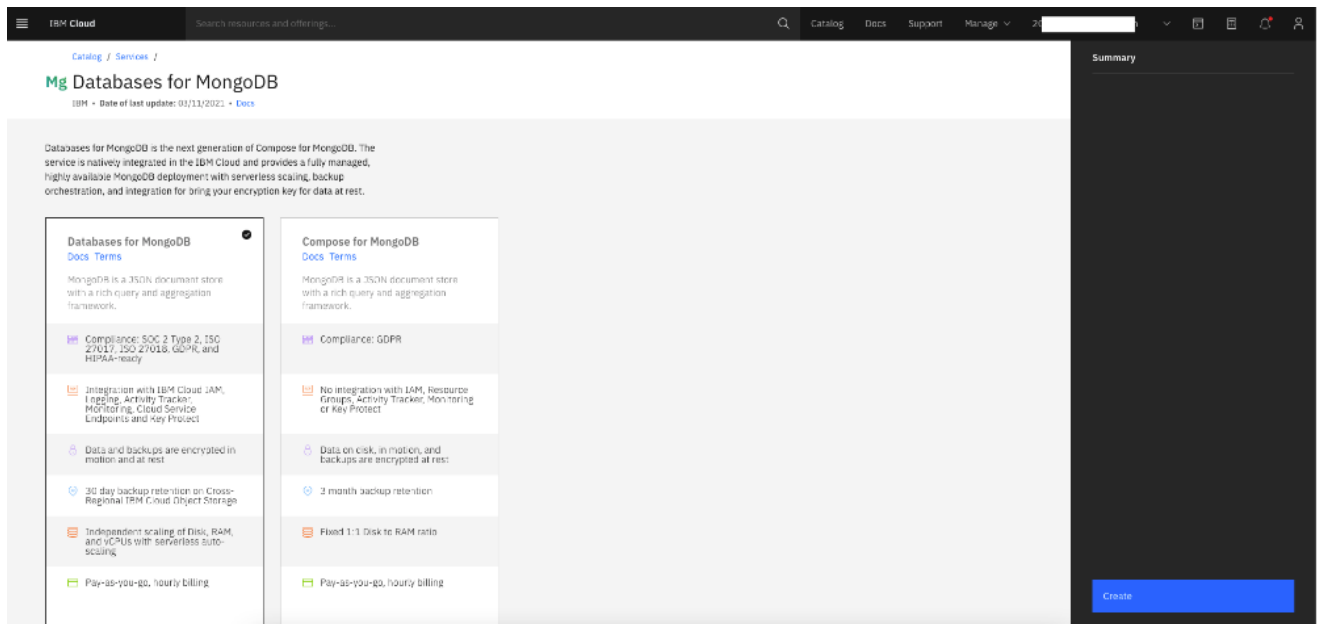 IBM Cloud
Search resources and offerings...
Catalog
Docs
Support
Manage
Catalog / Services /
Mg Databases for MongoDB
IBM • Date of last update: 03/11/2021 • Docs
Summary
Databases for MongoDB is the next generation of Compose for MongoDB. The
service is natively integrated in the IBM Cloud and provides a fully managed,
highly available MongoDB deployment with serverless scaling, backup
orchestration, and integration for bring your encryption key for data at rest.
Databases for MongoDB
Docs Terms
MongoDB is a JSON document store
with a rich query and aggregation
framework.
Compliance: SOC 2 Type 2, ISO
27017, ISO 27018, GDPR, and
HIPAA-ready
Integration with IBM Cloud IAM,
Logging, Activity Tracker,
Monitoring, Cloud Service
Endpoints and Key Protect
Data and backups are encrypted in
motion and at rest
30 day backup retention on Cross-
Regional IBM Cloud Object Storage
Independent scaling of Disk, RAM,
and vCPUs with serverless auto-
scaling
Pay-as-you-go, hourly billing
Compose for MongoDB
Docs Terms
MongoDB is a JSON document store
with a rich query and aggregation
framework.
Compliance: GDPR
No integration with IAM, Resource
Groups, Activity Tracker, Monitoring
or Key Protect
Data on disk, in motion, and
backups are encrypted at rest
3 month backup retention
Fixed 1:1 Disk to RAM ratio
Pay-as-you-go, hourly billing
Create